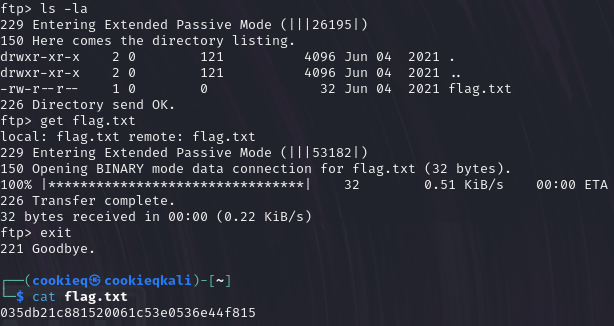 ftp> ls -la
229 Entering Extended Passive Mode (|||26195|)
150 Here comes the directory listing.
drwxr-xr-x    2 0        121          4096 Jun 04  2021 .
drwxr-xr-x    2 0        121          4096 Jun 04  2021 ..
-rw-r--r--    1 0        0              32 Jun 04  2021 flag.txt
226 Directory send OK.
ftp> get flag.txt
local: flag.txt remote: flag.txt
229 Entering Extended Passive Mode (|||53182|)
150 Opening BINARY mode data connection for flag.txt (32 bytes).
100% |********************************|    32        0.51 KiB/s    00:00 ETA
226 Transfer complete.
32 bytes received in 00:00 (0.22 KiB/s)
ftp> exit
221 Goodbye.
┌──(cookieq㉿cookieqkali)-[~]
└─$ cat flag.txt
035db21c881520061c53e0536e44f815